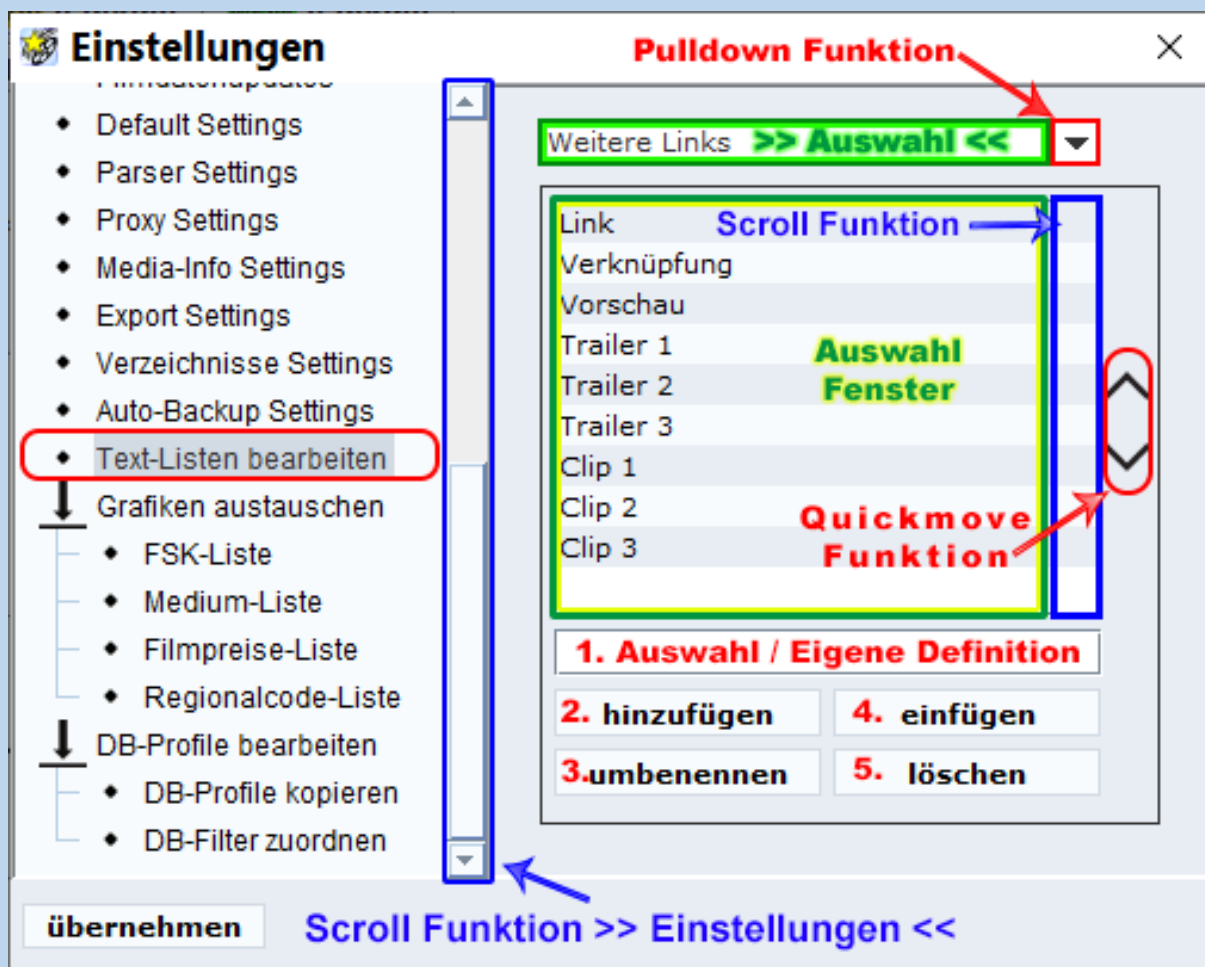 Einstellungen
Pulldown Funktion
Filmdatenupdates
Default Settings
Parser Settings
Proxy Settings
Media-Info Settings
Export Settings
Verzeichnisse Settings
Auto-Backup Settings
Text-Listen bearbeiten
Grafiken austauschen
FSK-Liste
Medium-Liste
Filmpreise-Liste
Regionalcode-Liste
DB-Profile bearbeiten
DB-Profile kopieren
DB-Filter zuordnen
Weitere Links >> Auswahl <<
Link
Scroll Funktion
Verknüpfung
Vorschau
Trailer 1
Trailer 2
Trailer 3
Clip 1
Clip 2
Clip 3
Auswahl
Fenster
Quickmove
Funktion
1. Auswahl / Eigene Definition
2. hinzufügen
4. einfügen
3.umbenennen
5. löschen
übernehmen
Scroll Funktion >> Einstellungen <<